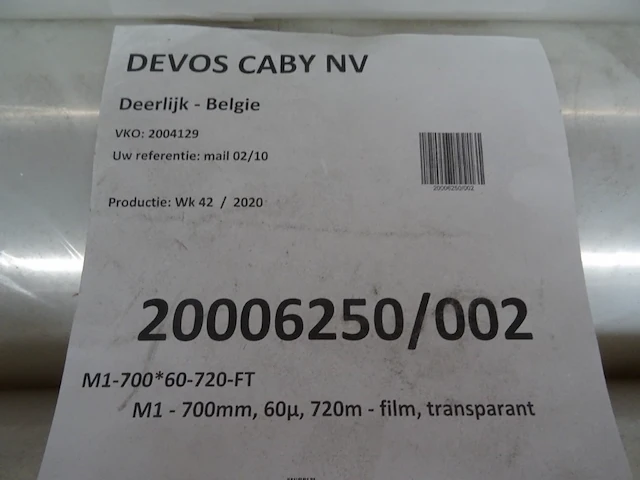 DEVOS CABY NV
Deerlijk - Belgie
VKO: 2004129
Uw referentie: mail 02/10
20006250/002
Productie: Wk 42 / 2020
20006250/002
M1-700*60-720-FT
M1 - 700mm, 60µ, 720m - film, transparant